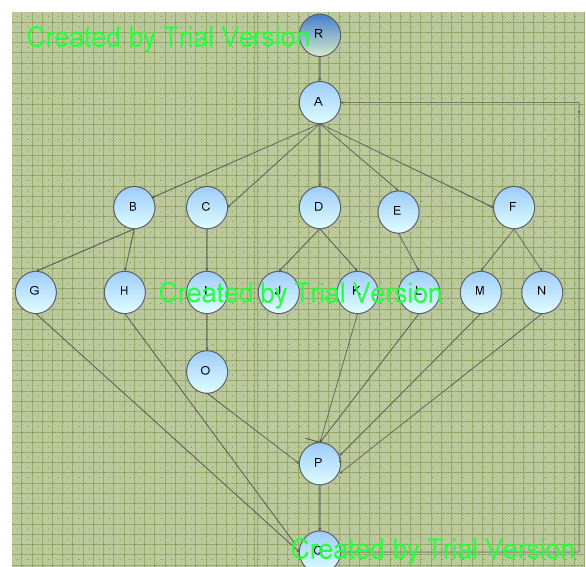 Created by Trial Version
R
A
B C D E F
G H I J K L M N
Created by Trial Version
O
P
Q
Created by Trial Version